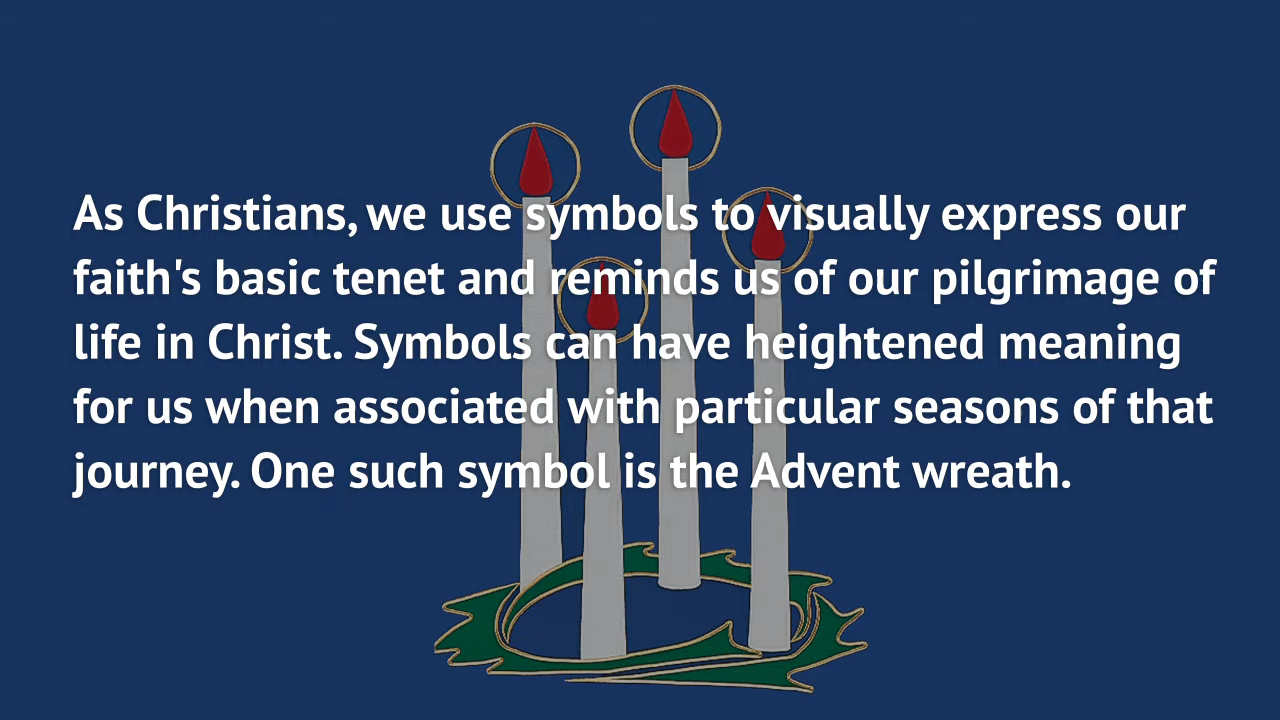 As Christians, we use symbols to visually express our
faith's basic tenet and reminds us of our pilgrimage of
life in Christ. Symbols can have heightened meaning
for us when associated with particular seasons of that
journey. One such symbol is the Advent wreath.